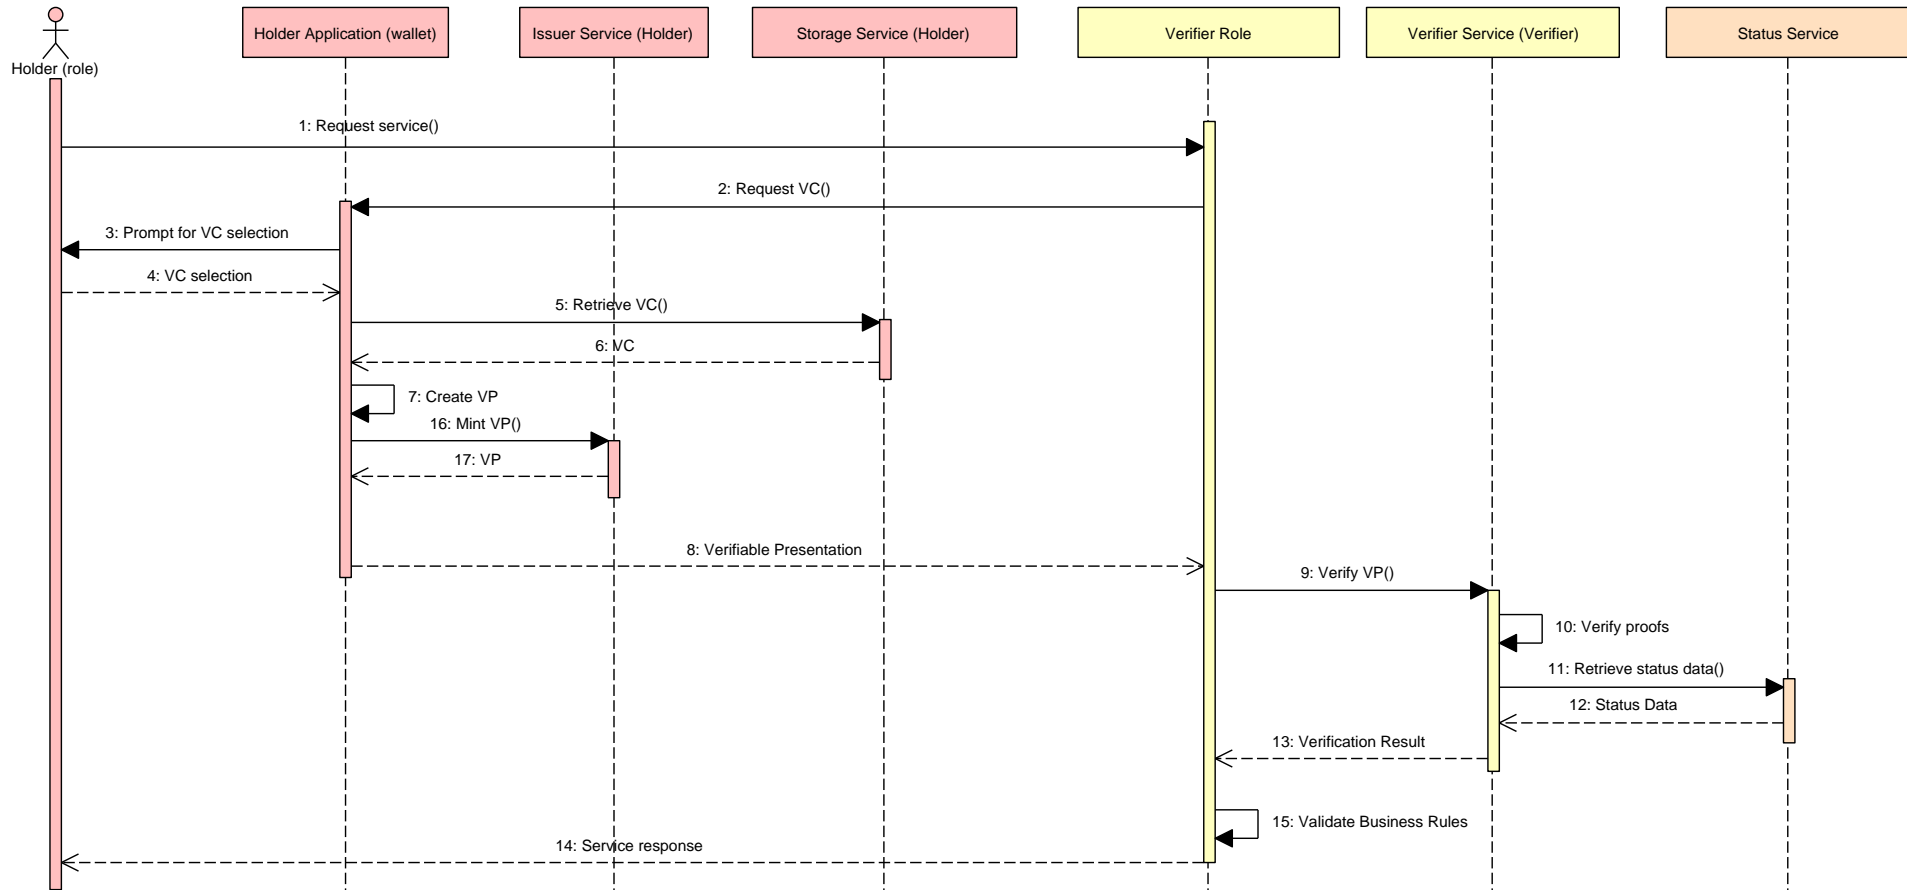 Holder (role)
Holder Application (wallet)
Issuer Service (Holder)
Storage Service (Holder)
Verifier Role
Verifier Service (Verifier)
Status Service
1: Request service()
2: Request VC()
3: Prompt for VC selection
4: VC selection
5: Retrieve VC()
6: VC
7: Create VP
16: Mint VP()
17: VP
8: Verifiable Presentation
9: Verify VP()
10: Verify proofs
11: Retrieve status data()
12: Status Data
13: Verification Result
15: Validate Business Rules
14: Service response